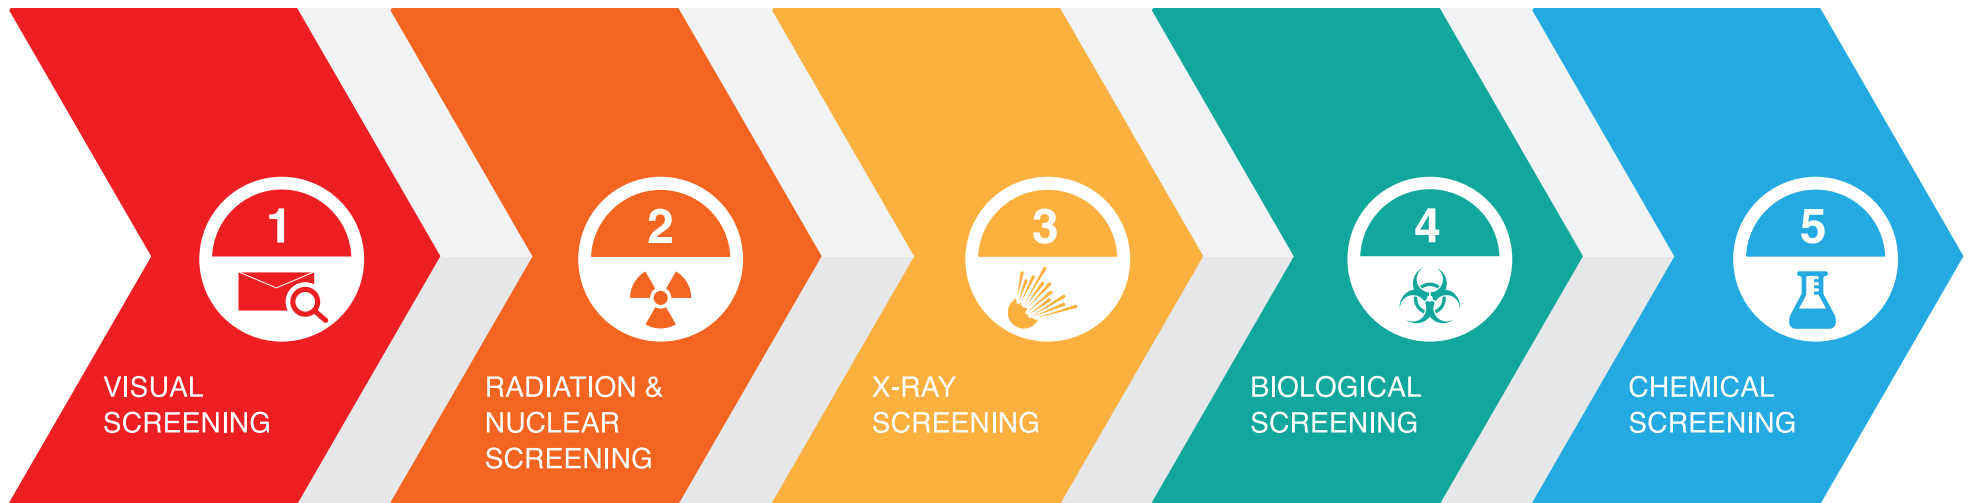 1
VISUAL
SCREENING
2
RADIATION &
NUCLEAR
SCREENING
3
X-RAY
SCREENING
4
BIOLOGICAL
SCREENING
5
CHEMICAL
SCREENING